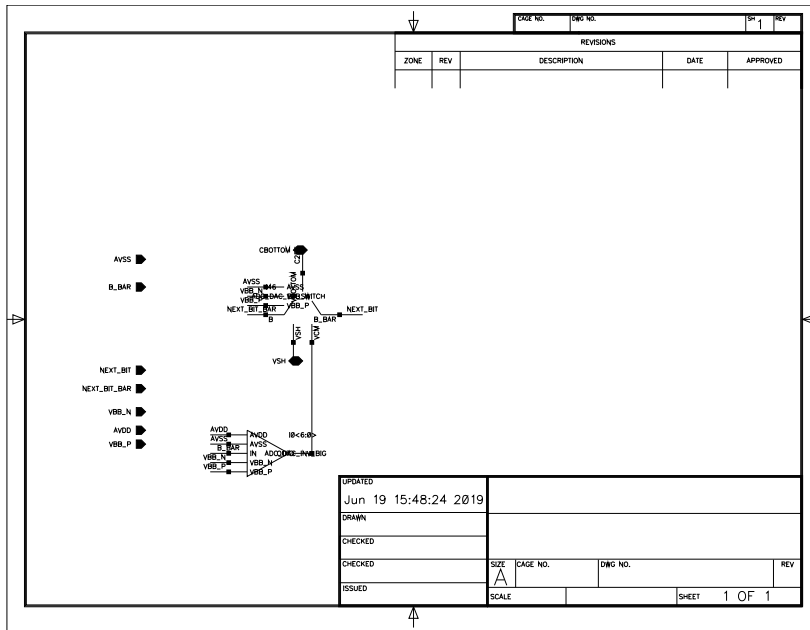 CAGE NO. DWG NO. SH 1 REV
REVISIONS
ZONE REV DESCRIPTION DATE APPROVED
CBOTTOM
AVSS
B_BAR
AVSS AVSS
VBB_N
VBB_P VBB_P
NEXT_BIT_BAR NEXT_BIT
B B_BAR
VSH VCM
VSH
NEXT_BIT
NEXT_BIT_BAR
VBB_N
AVDD
VBB_P
AVDD AVDD I0<6:0>
AVSS AVSS
B_BAR IN
VBB_N VBB_N
VBB_P VBB_P
UPDATED
Jun 19 15:48:24 2019
DRAWN
CHECKED
CHECKED
ISSUED
SIZE CAGE NO. DWG NO. REV
A
SCALE SHEET 1 OF 1